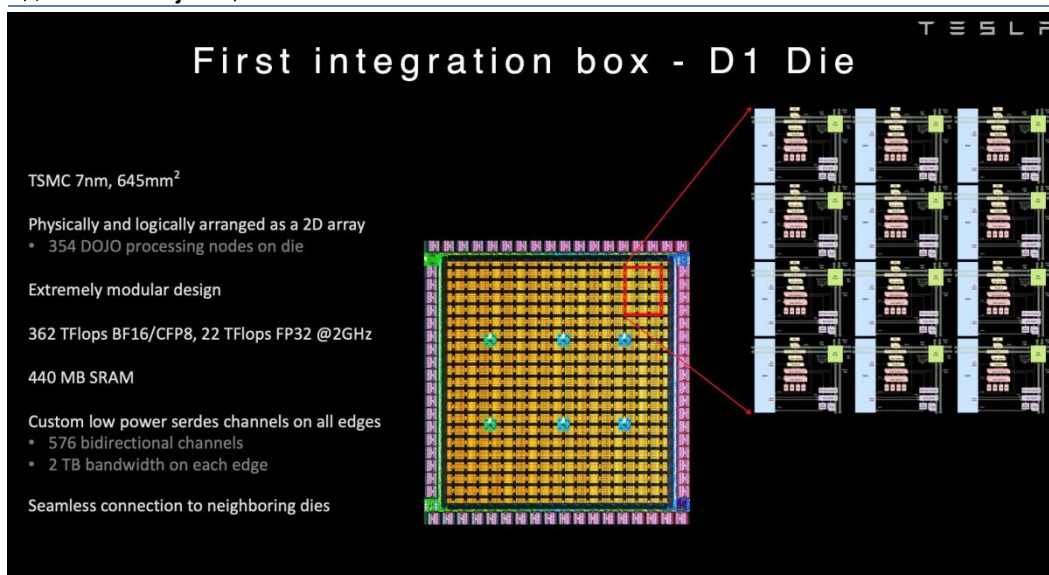 TESLA
First integration box - D1 Die
TSMC 7nm, 645mm²
Physically and logically arranged as a 2D array
• 354 DOJO processing nodes on die
Extremely modular design
362 TFlops BF16/CFP8, 22 TFlops FP32 @2GHz
440 MB SRAM
Custom low power serdes channels on all edges
• 576 bidirectional channels
• 2 TB bandwidth on each edge
Seamless connection to neighboring dies